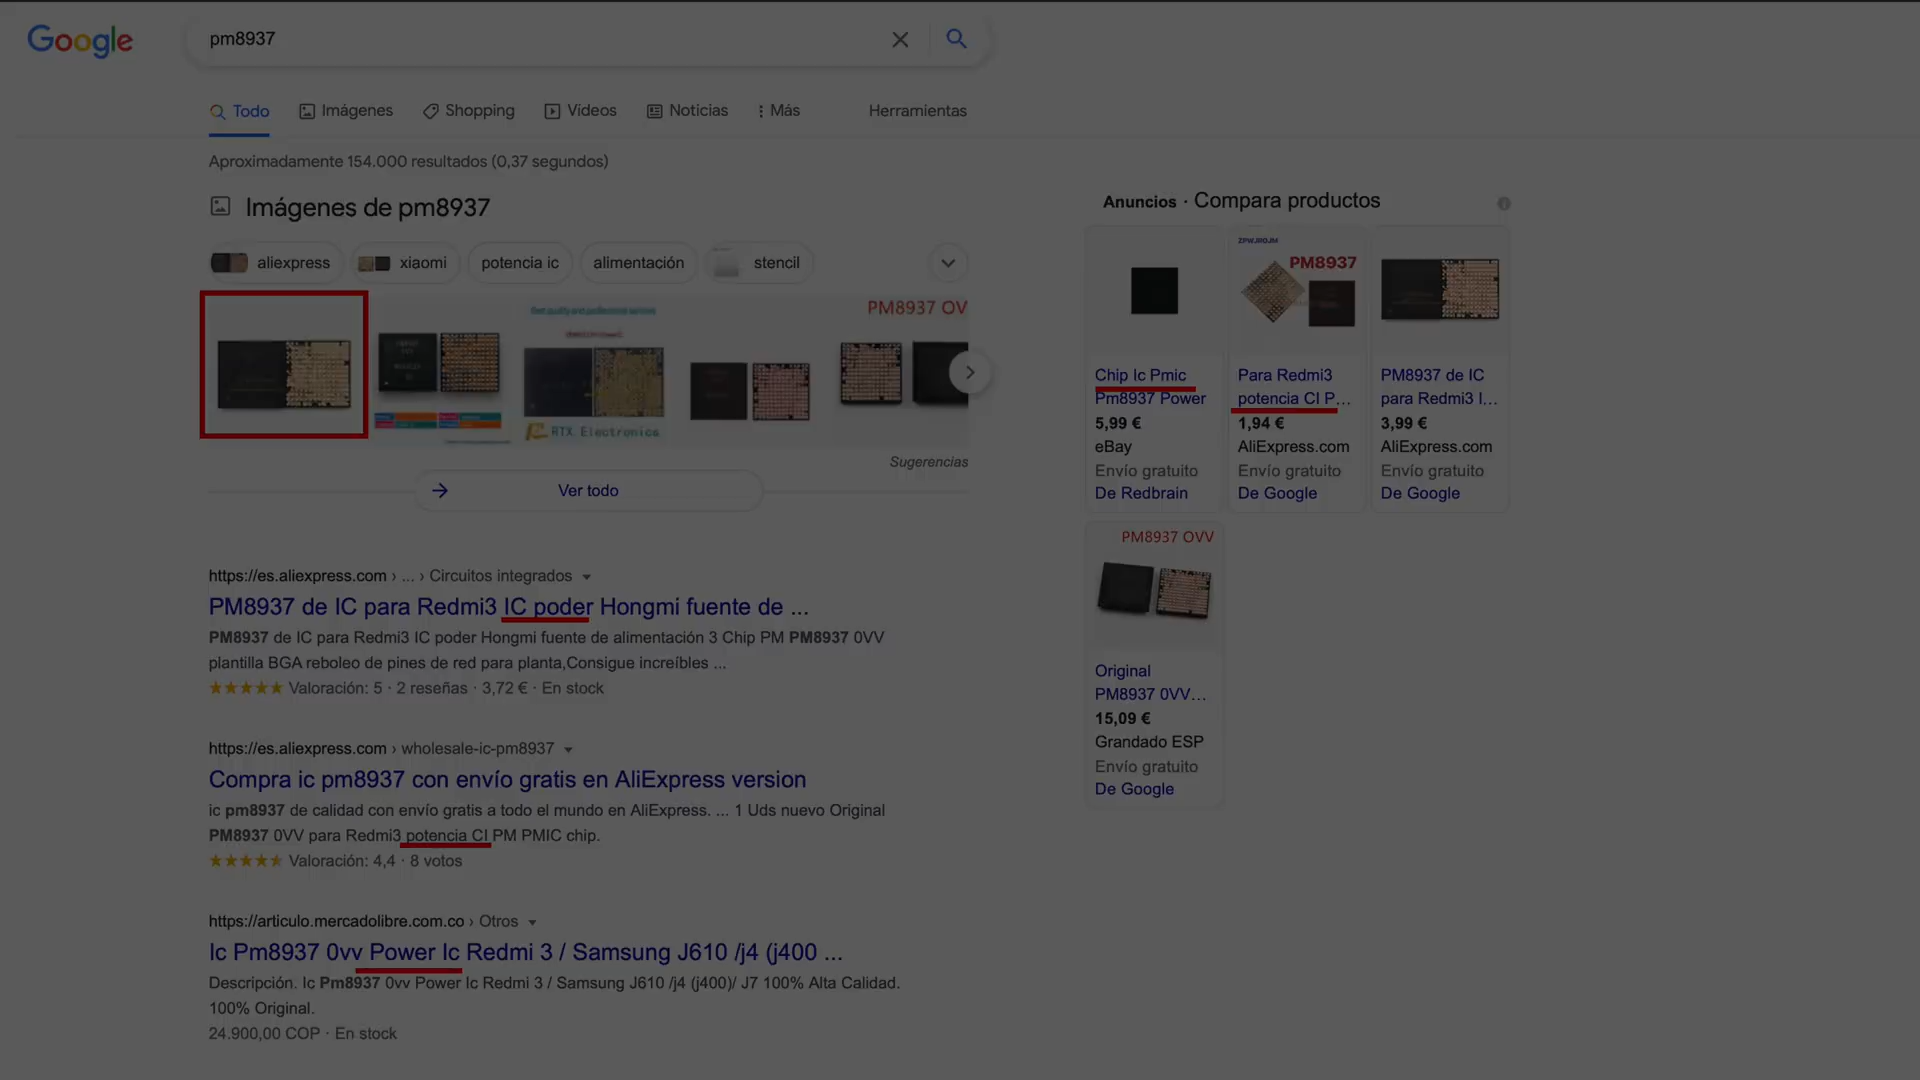 Google
pm8937
Todo
Imágenes
Shopping
Vídeos
Noticias
Más
Herramientas
Aproximadamente 154.000 resultados (0,37 segundos)
Imágenes de pm8937
aliexpress
xiaomi
potencia ic
alimentación
stencil
PM8937 OV
RTX Electronics
Sugerencias
Ver todo
https://es.aliexpress.com › ... › Circuitos integrados
PM8937 de IC para Redmi3 IC poder Hongmi fuente de ...
PM8937 de IC para Redmi3 IC poder Hongmi fuente de alimentación 3 Chip PM PM8937 0VV
plantilla BGA reboleo de pines de red para planta,Consigue increíbles ...
Valoración: 5 · 2 reseñas · 3,72 € · En stock
https://es.aliexpress.com › wholesale-ic-pm8937
Compra ic pm8937 con envío gratis en AliExpress version
ic pm8937 de calidad con envío gratis a todo el mundo en AliExpress. ... 1 Uds nuevo Original
PM8937 0VV para Redmi3 potencia CI PM PMIC chip.
Valoración: 4,4 · 8 votos
https://articulo.mercadolibre.com.co › Otros
Ic Pm8937 0vv Power Ic Redmi 3 / Samsung J610 /j4 (j400 ...
Descripción. Ic Pm8937 0vv Power Ic Redmi 3 / Samsung J610 /j4 (j400)/ J7 100% Alta Calidad.
100% Original.
24.900,00 COP · En stock
Anuncios · Compara productos
Chip Ic Pmic
Pm8937 Power
5,99 €
eBay
Envío gratuito
De Redbrain
ZPWJROJM
PM8937
Para Redmi3
potencia CI P...
1,94 €
AliExpress.com
Envío gratuito
De Google
PM8937 de IC
para Redmi3 I...
3,99 €
AliExpress.com
Envío gratuito
De Google
PM8937 OVV
Original
PM8937 0VV...
15,09 €
Grandado ESP
Envío gratuito
De Google